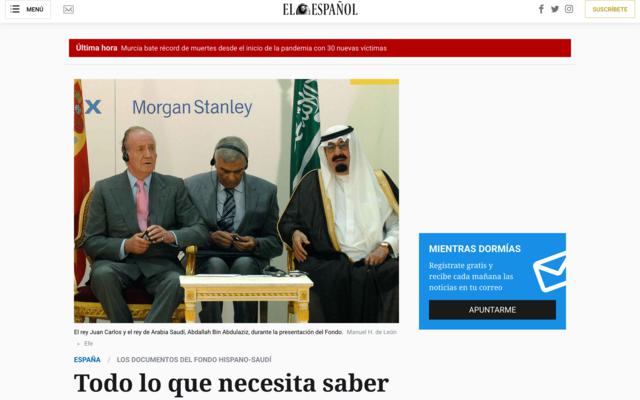 MENÚ
EL ESPAÑOL
SUSCRÍBETE
Última hora Murcia bate récord de muertes desde el inicio de la pandemia con 30 nuevas víctimas
X Morgan Stanley
MIENTRAS DORMÍAS
Regístrate gratis y
recibe cada mañana las
noticias en tu correo
APUNTARME
El rey Juan Carlos y el rey de Arabia Saudí, Abdallah Bin Abdulaziz, durante la presentación del Fondo. Manuel H. de León
Efe
ESPAÑA / LOS DOCUMENTOS DEL FONDO HISPANO-SAUDÍ
Todo lo que necesita saber